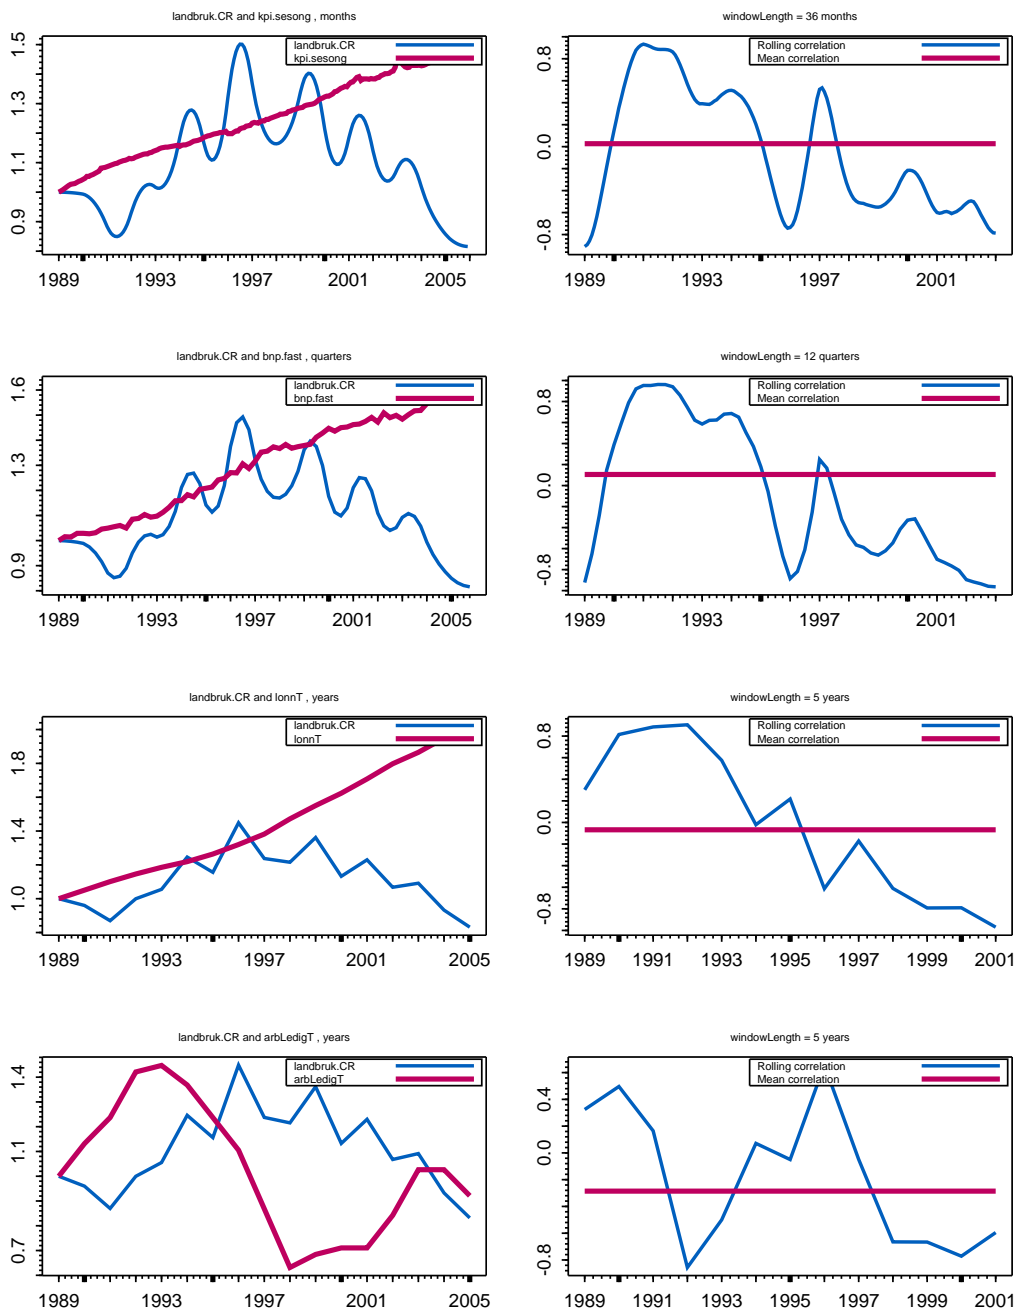 landbruk.CR and kpi.sesong , months
landbruk.CR
kpi.sesong
0.9 1.1 1.3 1.5
1989 1993 1997 2001 2005
windowLength = 36 months
Rolling correlation
Mean correlation
-0.8 0.0 0.8
1989 1993 1997 2001
landbruk.CR and bnp.fast , quarters
landbruk.CR
bnp.fast
0.9 1.3 1.6
1989 1993 1997 2001 2005
windowLength = 12 quarters
Rolling correlation
Mean correlation
-0.8 0.0 0.8
1989 1993 1997 2001
landbruk.CR and lonnT , years
landbruk.CR
lonnT
1.0 1.4 1.8
1989 1993 1997 2001 2005
windowLength = 5 years
Rolling correlation
Mean correlation
-0.8 0.0 0.8
1989 1991 1993 1995 1997 1999 2001
landbruk.CR and arbLedigT , years
landbruk.CR
arbLedigT
0.7 1.1 1.4
1989 1993 1997 2001 2005
windowLength = 5 years
Rolling correlation
Mean correlation
-0.8 0.0 0.4
1989 1991 1993 1995 1997 1999 2001